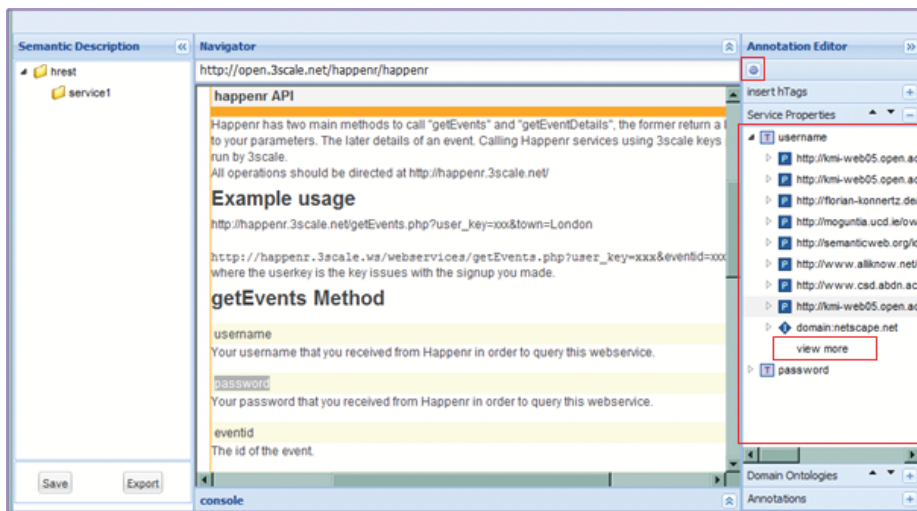 Semantic Description
hrest
service1
Save
Export
Navigator
http://open.3scale.net/happenr/happenr
happenr API
Happenr has two main methods to call "getEvents" and "getEventDetails", the former return a
to your parameters. The later details of an event. Calling Happenr services using 3scale keys
run by 3scale.
All operations should be directed at http://happenr.3scale.net/
Example usage
http://happenr.3scale.net/getEvents.php?user_key=xxx&town=London
http://happenr.3scale.ws/webservices/getEvents.php?user_key=xxx&eventid=xxx
where the userkey is the key issues with the signup you made.
getEvents Method
username
Your username that you received from Happenr in order to query this webservice.
password
Your password that you received from Happenr in order to query this webservice.
eventid
The id of the event.
console
Annotation Editor
insert hTags
Service Properties
T username
P http://kmi-web05.open.ac
P http://kmi-web05.open.ac
P http://florian-konnertz.de/
P http://moguntia.ucd.ie/ow
P http://semanticweb.org/
P http://www.alliknow.net/
P http://www.csd.abdn.ac
P http://kmi-web05.open.ac
I domain:netscape.net
view more
T password
Domain Ontologies
Annotations